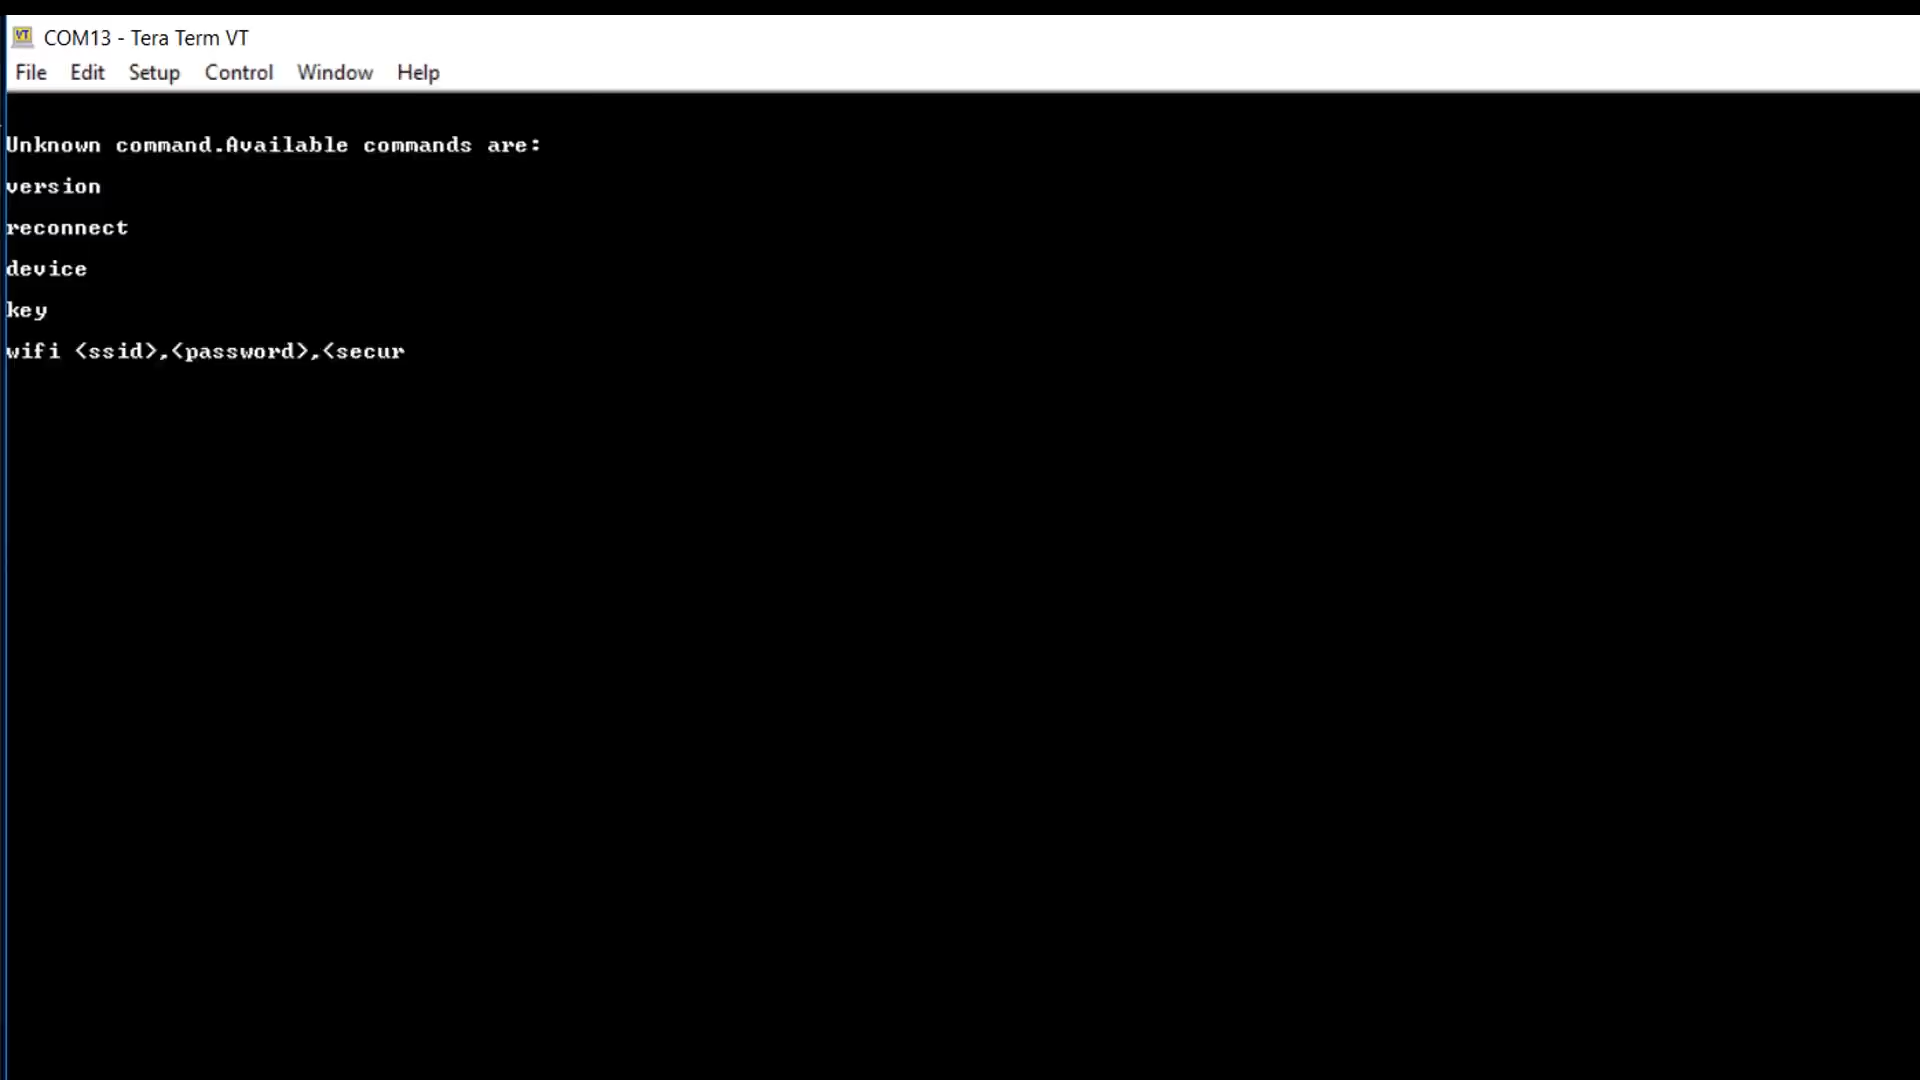 COM13 - Tera Term VT
File Edit Setup Control Window Help
Unknown command.Available commands are:
version
reconnect
device
key
wifi <ssid>,<password>,<secur